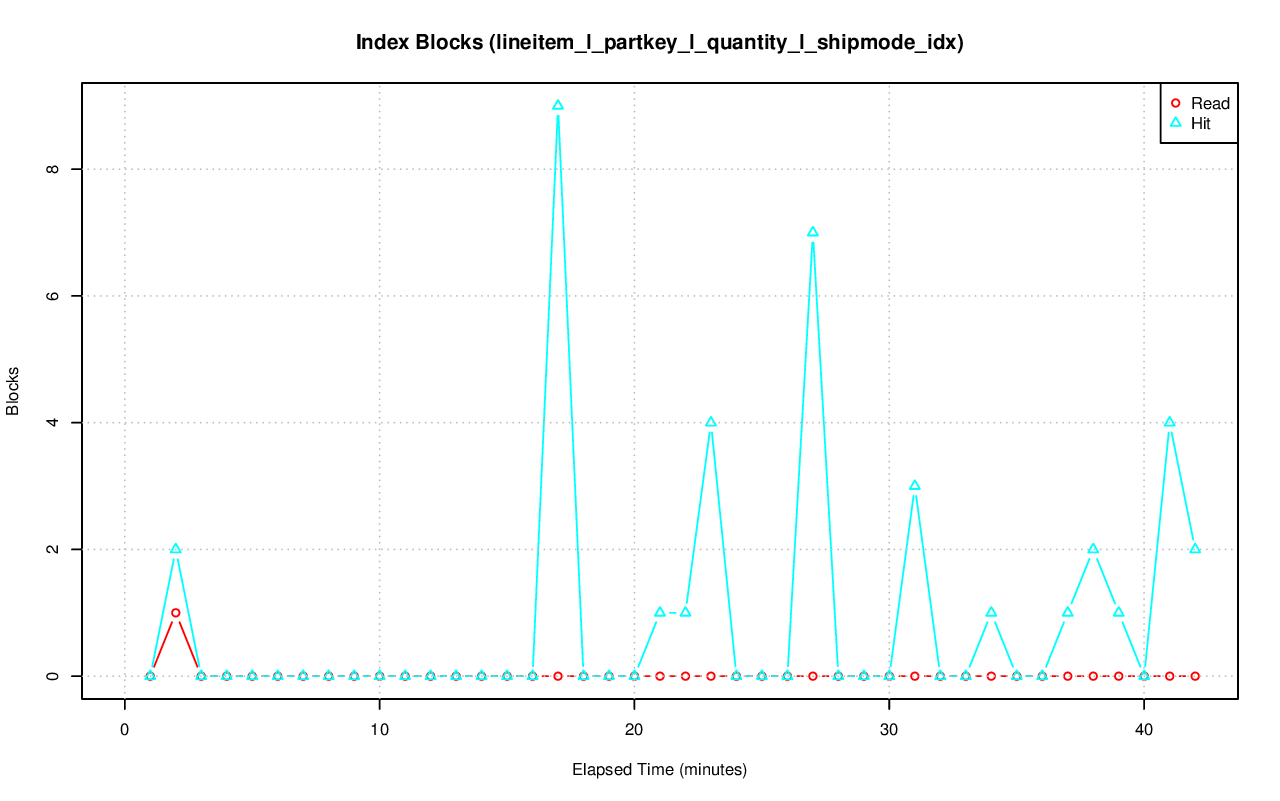 Index Blocks (lineitem_l_partkey_l_quantity_l_shipmode_idx)
Read
Hit
8
6
4
2
0
Blocks
0 10 20 30 40
Elapsed Time (minutes)